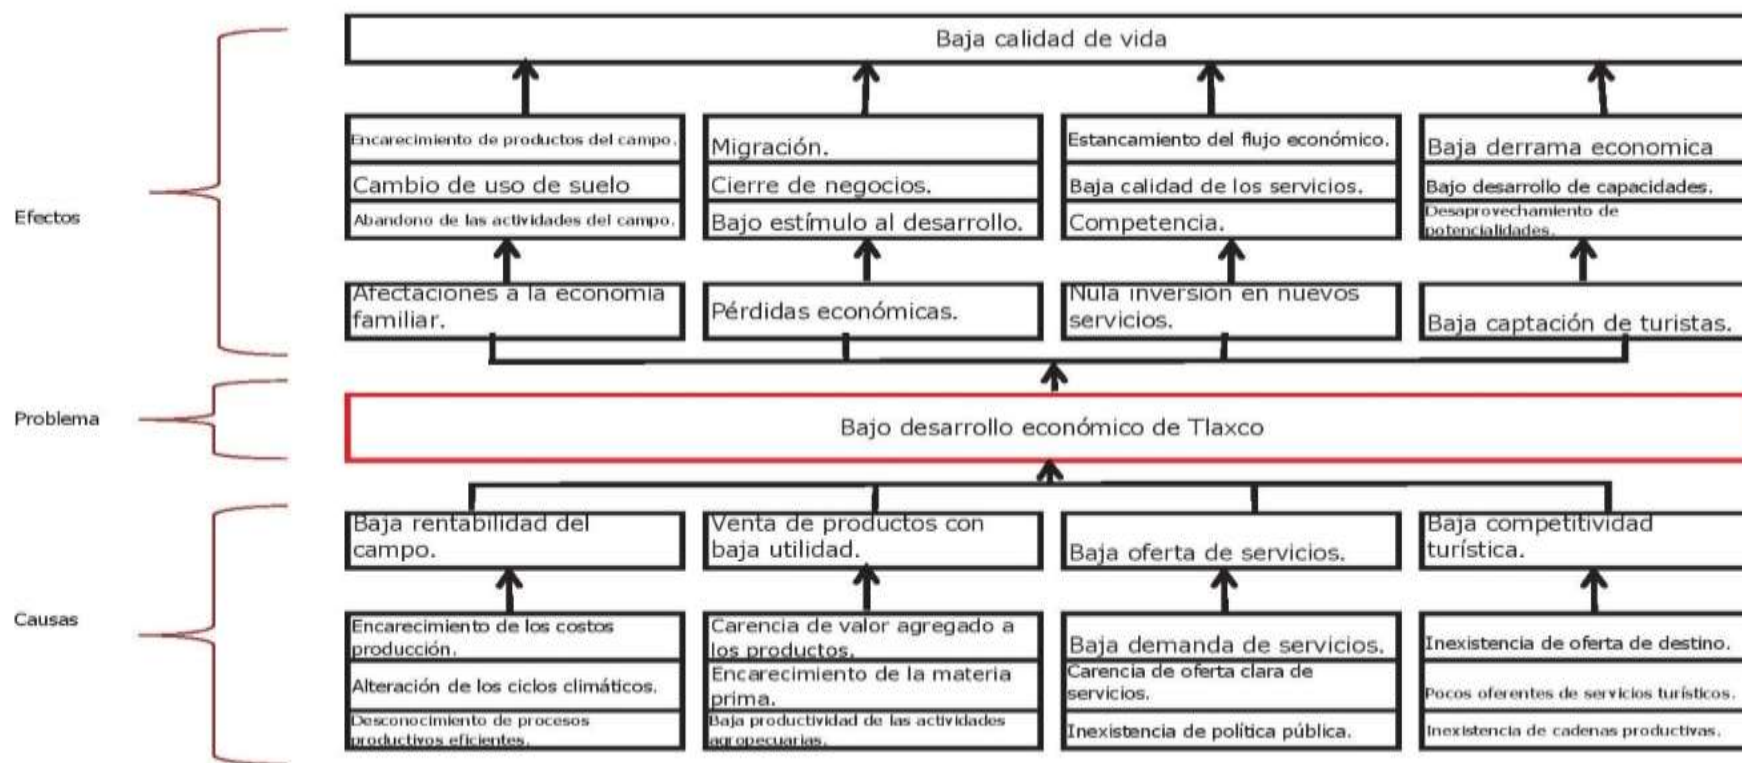 Baja calidad de vida
Encarecimiento de productos del campo.
Migración.
Estancamiento del flujo económico.
Baja derrama economica
Cambio de uso de suelo
Cierre de negocios.
Baja calidad de los servicios.
Bajo desarrollo de capacidades.
Efectos
Abandono de las actividades del campo.
Bajo estímulo al desarrollo.
Competencia.
Desaprovechamiento de
potencialidades.
Afectaciones a la economía
familiar.
Pérdidas económicas.
Nula inversión en nuevos
servicios.
Baja captación de turistas.
Problema
Bajo desarrollo económico de Tlaxco
Baja rentabilidad del
campo.
Venta de productos con
baja utilidad.
Baja oferta de servicios.
Baja competitividad
turística.
Causas
Encarecimiento de los costos
producción.
Carencia de valor agregado a
los productos.
Baja demanda de servicios.
Inexistencia de oferta de destino.
Alteración de los ciclos climáticos.
Encarecimiento de la materia
prima.
Carencia de oferta clara de
servicios.
Pocos oferentes de servicios turísticos.
Desconocimiento de procesos
productivos eficientes.
Baja productividad de las actividades
agropecuarias.
Inexistencia de política pública.
Inexistencia de cadenas productivas.